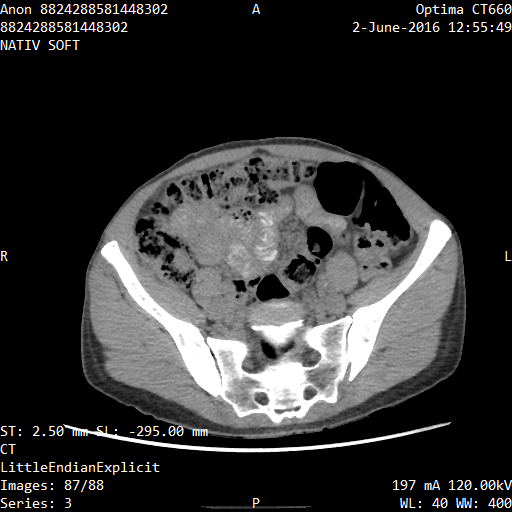 Anon 8824288581448302 A Optima CT660
8824288581448302 2-June-2016 12:55:49
NATIV SOFT
R L
ST: 2.50 mm SL: -295.00 mm
CT
LittleEndianExplicit
Images: 87/88 197 mA 120.00kV
Series: 3 P WL: 40 WW: 400